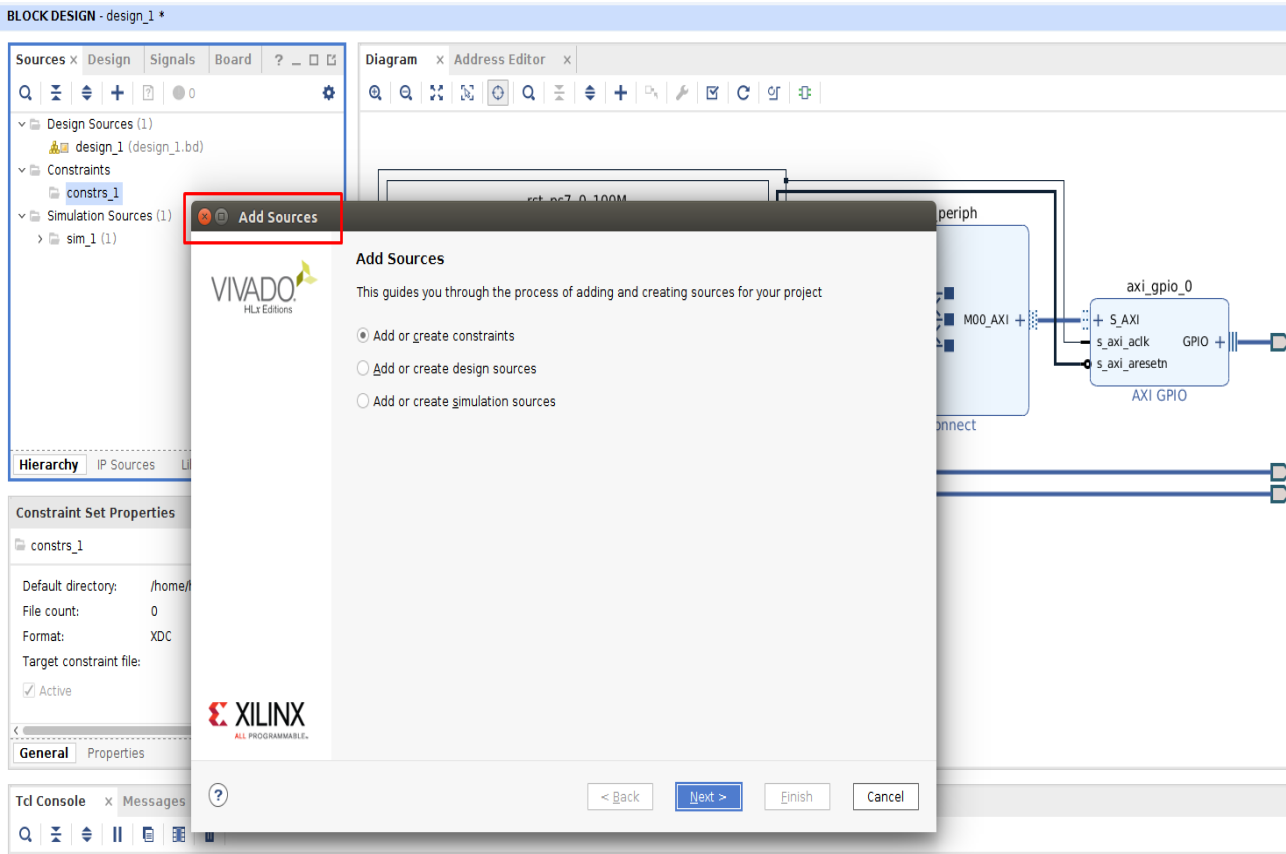 BLOCK DESIGN - design_1 *
Sources × Design Signals Board ?
0
Design Sources (1)
design_1 (design_1.bd)
Constraints
constrs_1
Simulation Sources (1)
sim_1 (1)
Hierarchy IP Sources
Constraint Set Properties
constrs_1
Default directory: /home/
File count: 0
Format: XDC
Target constraint file:
Active
General Properties
Tcl Console × Messages
Diagram × Address Editor ×
rst_ps7_0_100M
periph
M00_AXI
onnect
axi_gpio_0
S_AXI
s_axi_aclk GPIO
s_axi_aresetn
AXI GPIO
Add Sources
VIVADO.
HLx Editions
Add Sources
This guides you through the process of adding and creating sources for your project
Add or create constraints
Add or create design sources
Add or create simulation sources
XILINX
ALL PROGRAMMABLE.
?
< Back Next > Finish Cancel